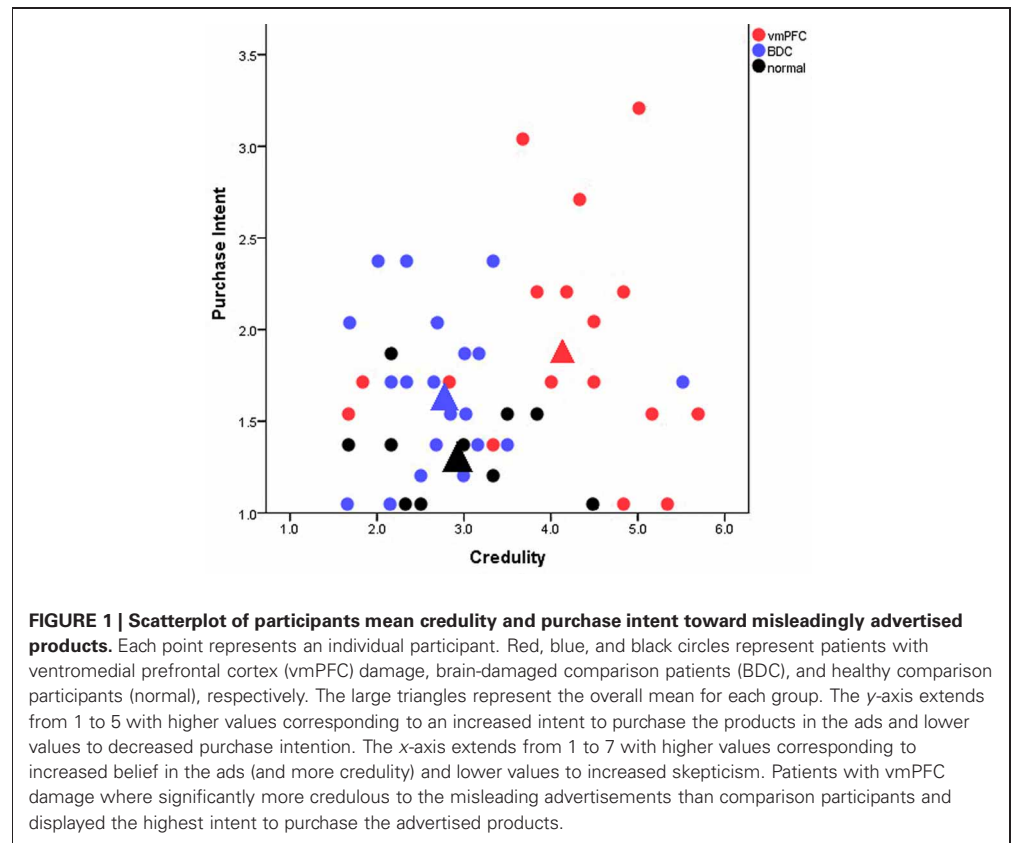 3.5
vmPFC
BDC
normal
3.0
2.5
Purchase Intent
2.0
1.5
1.0
1.0 2.0 3.0 4.0 5.0 6.0
Credulity
FIGURE 1 | Scatterplot of participants mean credulity and purchase intent toward misleadingly advertised
products. Each point represents an individual participant. Red, blue, and black circles represent patients with
ventromedial prefrontal cortex (vmPFC) damage, brain-damaged comparison patients (BDC), and healthy comparison
participants (normal), respectively. The large triangles represent the overall mean for each group. The y-axis extends
from 1 to 5 with higher values corresponding to an increased intent to purchase the products in the ads and lower
values to decreased purchase intention. The x-axis extends from 1 to 7 with higher values corresponding to
increased belief in the ads (and more credulity) and lower values to increased skepticism. Patients with vmPFC
damage where significantly more credulous to the misleading advertisements than comparison participants and
displayed the highest intent to purchase the advertised products.